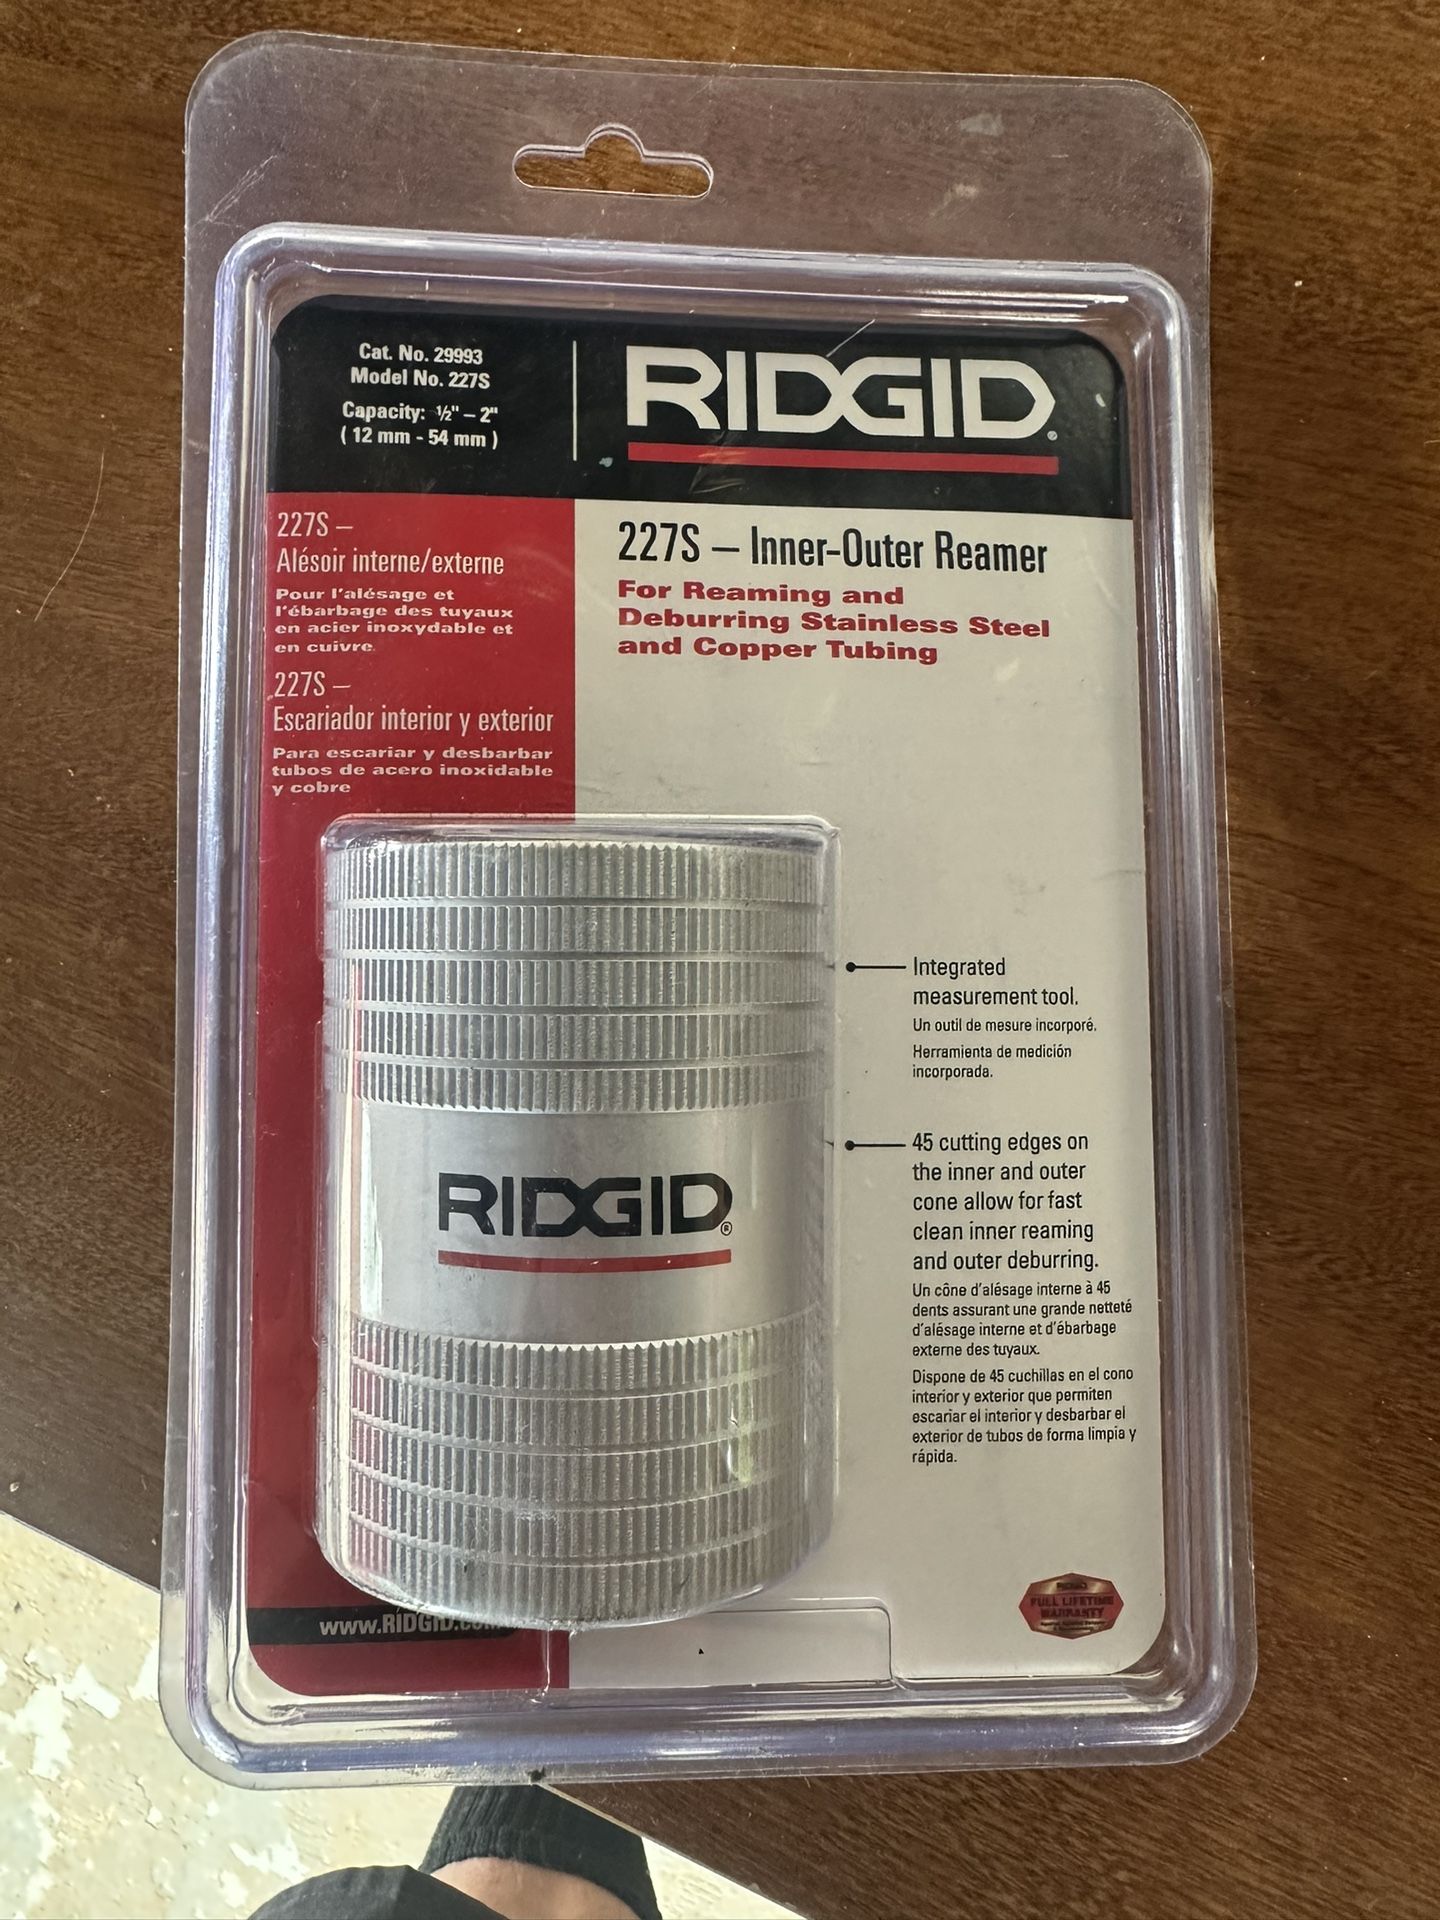 Cat. No. 29993
Model No. 227S
Capacity: ½" – 2"
( 12 mm - 54 mm )
RIDGID®
227S –
Alésoir interne/externe
Pour l'alésage et
l'ébarbage des tuyaux
en acier inoxydable et
en cuivre.
227S –
Escariador interior y exterior
Para escariar y desbarbar
tubos de acero inoxidable
y cobre
227S – Inner-Outer Reamer
For Reaming and
Deburring Stainless Steel
and Copper Tubing
Integrated
measurement tool.
Un outil de mesure incorporé.
Herramienta de medición
incorporada.
45 cutting edges on
the inner and outer
cone allow for fast
clean inner reaming
and outer deburring.
Un cône d'alésage interne à 45
dents assurant une grande netteté
d'alésage interne et d'ébarbage
externe des tuyaux.
Dispone de 45 cuchillas en el cono
interior y exterior que permiten
escariar el interior y desbarbar el
exterior de tubos de forma limpia y
rápida.
RIDGID®
www.RIDGID.com
RIDGID
FULL LIFETIME
WARRANTY